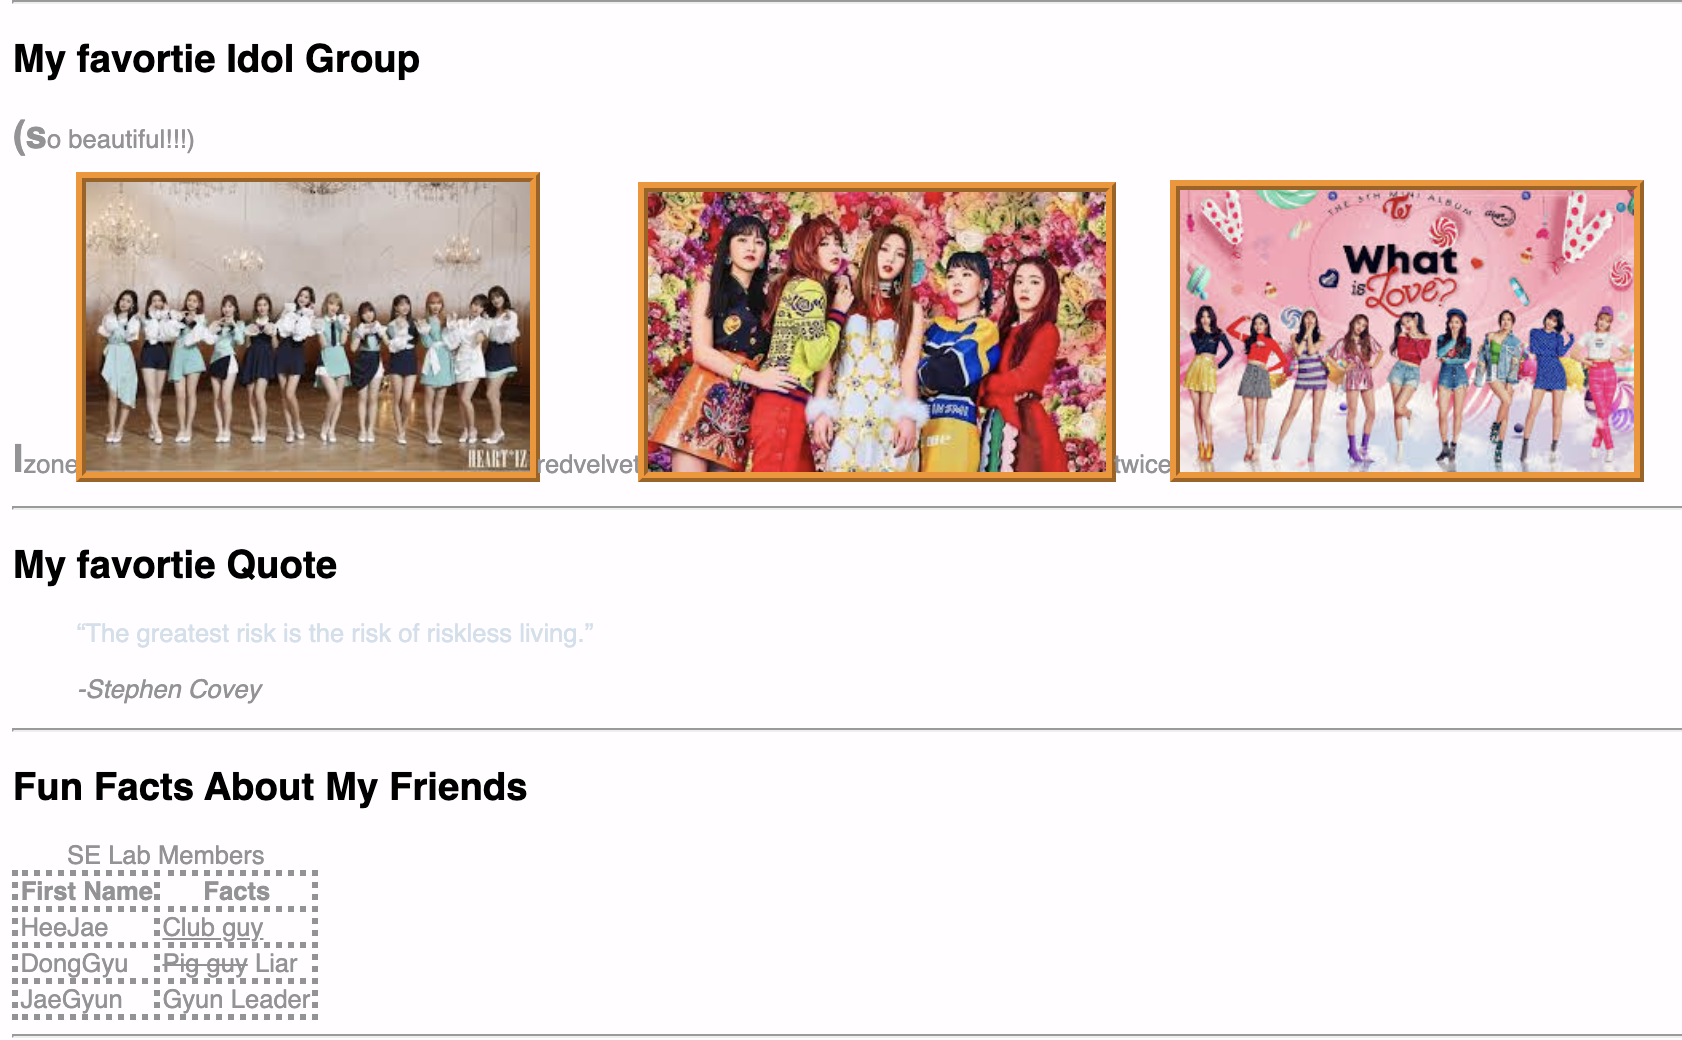 My favortie Idol Group
(so beautiful!!!)
THE 5TH MINI ALBUM
What
is Love?
HEART*IZ
Izone redvelvet twice
My favortie Quote
“The greatest risk is the risk of riskless living.”
-Stephen Covey
Fun Facts About My Friends
SE Lab Members
First Name Facts
HeeJae Club guy
DongGyu Pig guy Liar
JaeGyun Gyun Leader